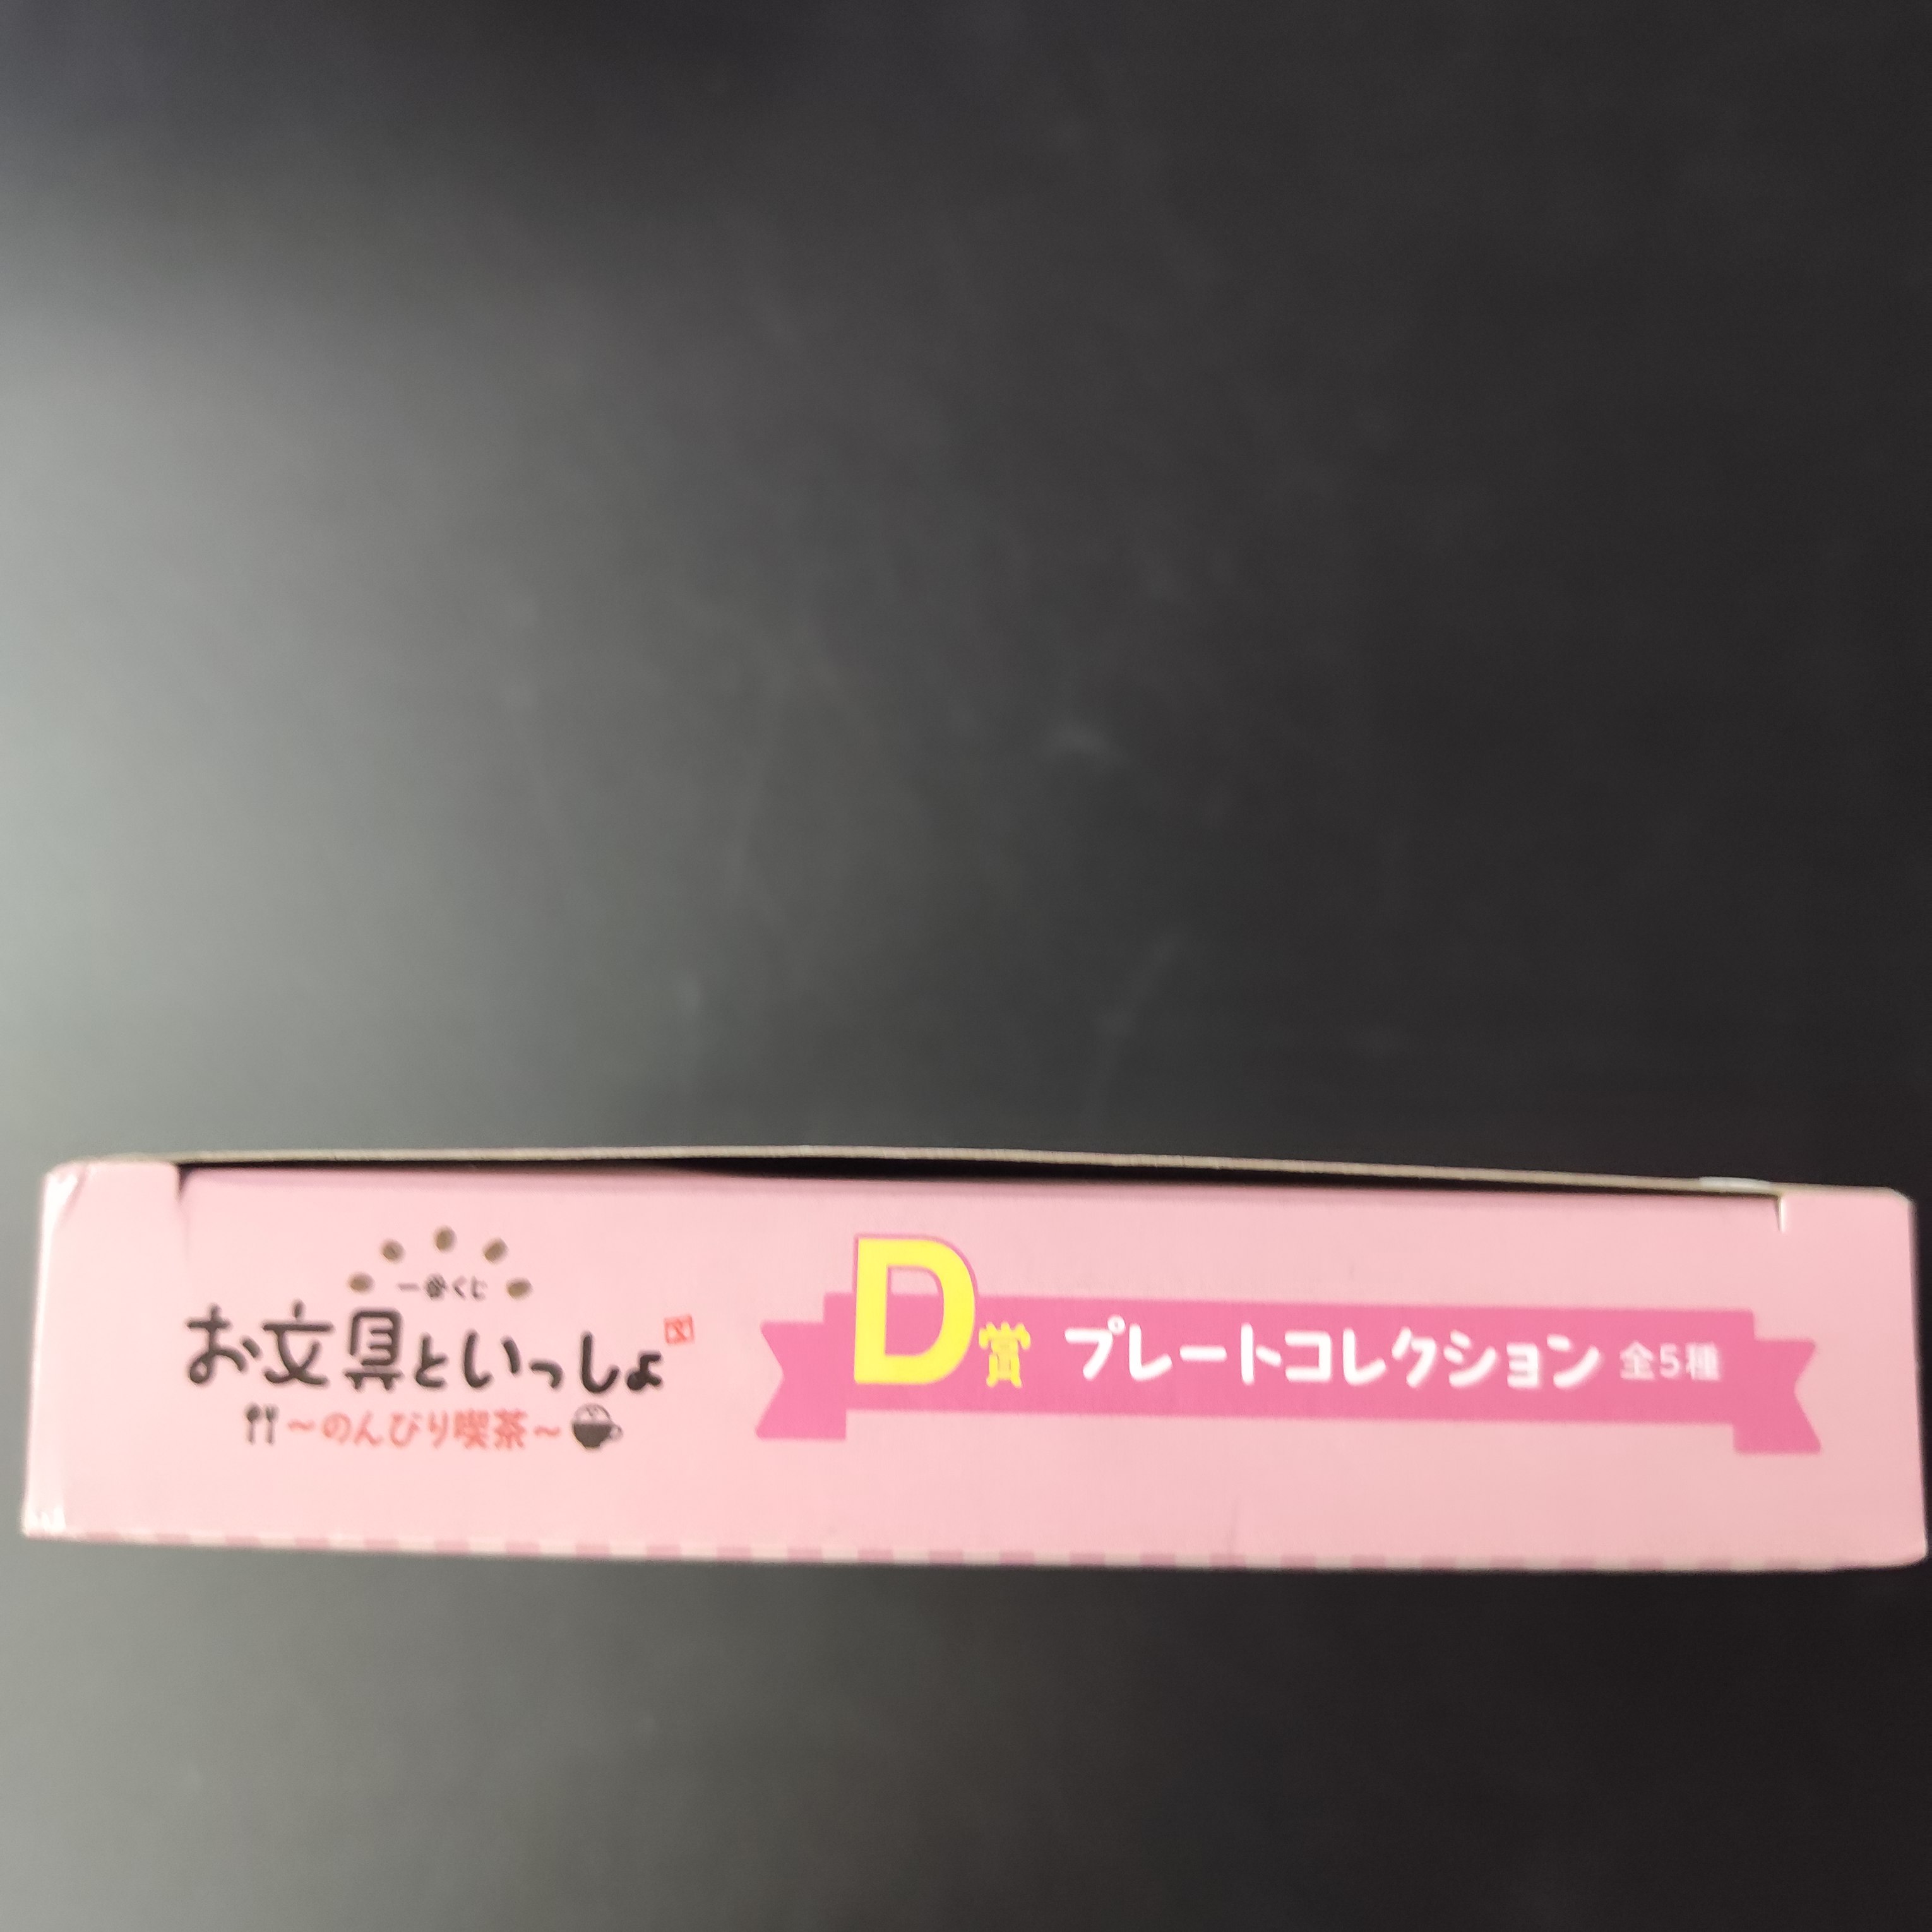 一番くじ
お文具といっしょ
文
～のんびり喫茶～
D賞 プレートコレクション 全5種